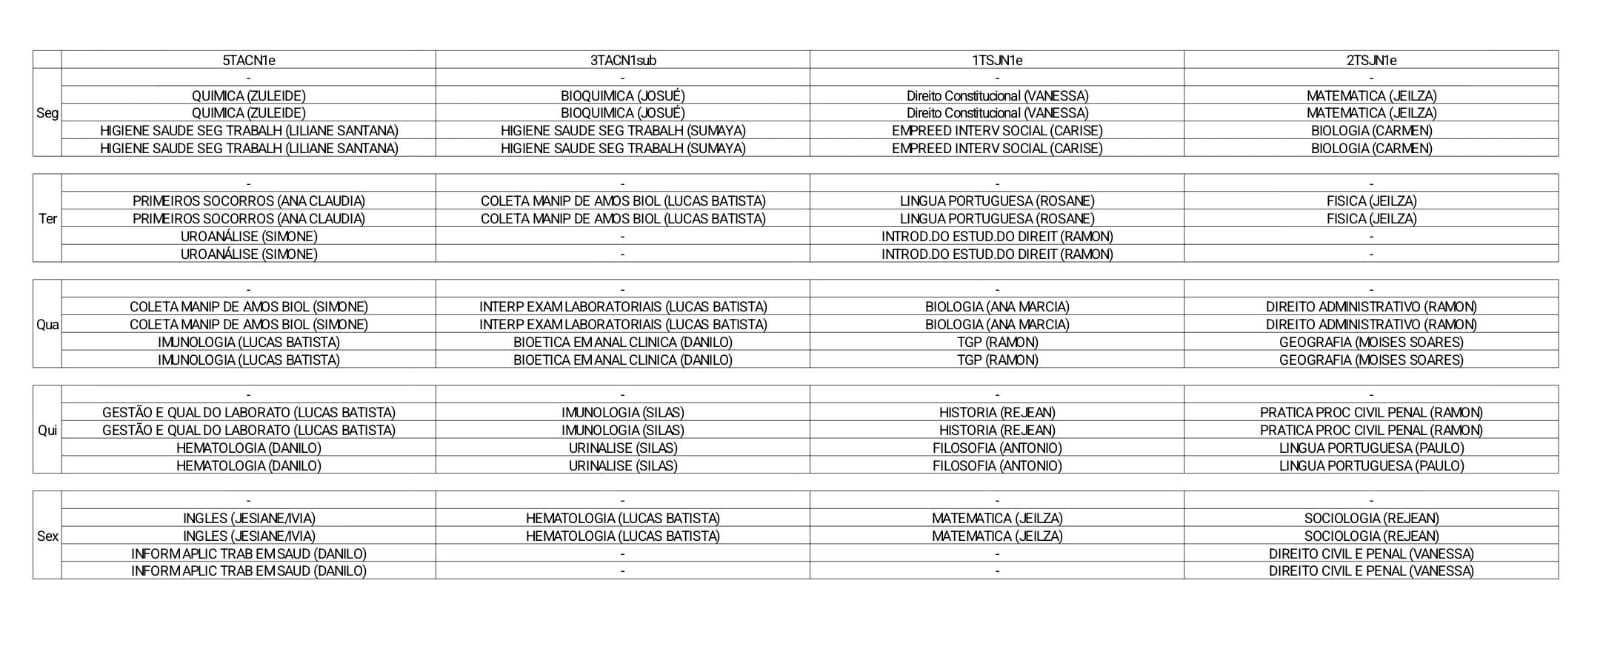 5TACN1e 3TACN1sub 1TSJN1e 2TSJN1e
- - - -
QUIMICA (ZULEIDE) BIOQUIMICA (JOSUÉ) Direito Constitucional (VANESSA) MATEMATICA (JEILZA)
Seg QUIMICA (ZULEIDE) BIOQUIMICA (JOSUÉ) Direito Constitucional (VANESSA) MATEMATICA (JEILZA)
HIGIENE SAUDE SEG TRABALH (LILIANE SANTANA) HIGIENE SAUDE SEG TRABALH (SUMAYA) EMPREED INTERV SOCIAL (CARISE) BIOLOGIA (CARMEN)
HIGIENE SAUDE SEG TRABALH (LILIANE SANTANA) HIGIENE SAUDE SEG TRABALH (SUMAYA) EMPREED INTERV SOCIAL (CARISE) BIOLOGIA (CARMEN)
- - - -
PRIMEIROS SOCORROS (ANA CLAUDIA) COLETA MANIP DE AMOS BIOL (LUCAS BATISTA) LINGUA PORTUGUESA (ROSANE) FISICA (JEILZA)
Ter PRIMEIROS SOCORROS (ANA CLAUDIA) COLETA MANIP DE AMOS BIOL (LUCAS BATISTA) LINGUA PORTUGUESA (ROSANE) FISICA (JEILZA)
UROANÁLISE (SIMONE) - INTROD.DO ESTUD.DO DIREIT (RAMON) -
UROANÁLISE (SIMONE) - INTROD.DO ESTUD.DO DIREIT (RAMON) -
- - - -
COLETA MANIP DE AMOS BIOL (SIMONE) INTERP EXAM LABORATORIAIS (LUCAS BATISTA) BIOLOGIA (ANA MARCIA) DIREITO ADMINISTRATIVO (RAMON)
Qua COLETA MANIP DE AMOS BIOL (SIMONE) INTERP EXAM LABORATORIAIS (LUCAS BATISTA) BIOLOGIA (ANA MARCIA) DIREITO ADMINISTRATIVO (RAMON)
IMUNOLOGIA (LUCAS BATISTA) BIOETICA EM ANAL CLINICA (DANILO) TGP (RAMON) GEOGRAFIA (MOISES SOARES)
IMUNOLOGIA (LUCAS BATISTA) BIOETICA EM ANAL CLINICA (DANILO) TGP (RAMON) GEOGRAFIA (MOISES SOARES)
- - - -
GESTÃO E QUAL DO LABORATO (LUCAS BATISTA) IMUNOLOGIA (SILAS) HISTORIA (REJEAN) PRATICA PROC CIVIL PENAL (RAMON)
Qui GESTÃO E QUAL DO LABORATO (LUCAS BATISTA) IMUNOLOGIA (SILAS) HISTORIA (REJEAN) PRATICA PROC CIVIL PENAL (RAMON)
HEMATOLOGIA (DANILO) URINALISE (SILAS) FILOSOFIA (ANTONIO) LINGUA PORTUGUESA (PAULO)
HEMATOLOGIA (DANILO) URINALISE (SILAS) FILOSOFIA (ANTONIO) LINGUA PORTUGUESA (PAULO)
- - - -
INGLES (JESIANE/IVIA) HEMATOLOGIA (LUCAS BATISTA) MATEMATICA (JEILZA) SOCIOLOGIA (REJEAN)
Sex INGLES (JESIANE/IVIA) HEMATOLOGIA (LUCAS BATISTA) MATEMATICA (JEILZA) SOCIOLOGIA (REJEAN)
INFORM APLIC TRAB EM SAUD (DANILO) - - DIREITO CIVIL E PENAL (VANESSA)
INFORM APLIC TRAB EM SAUD (DANILO) - - DIREITO CIVIL E PENAL (VANESSA)